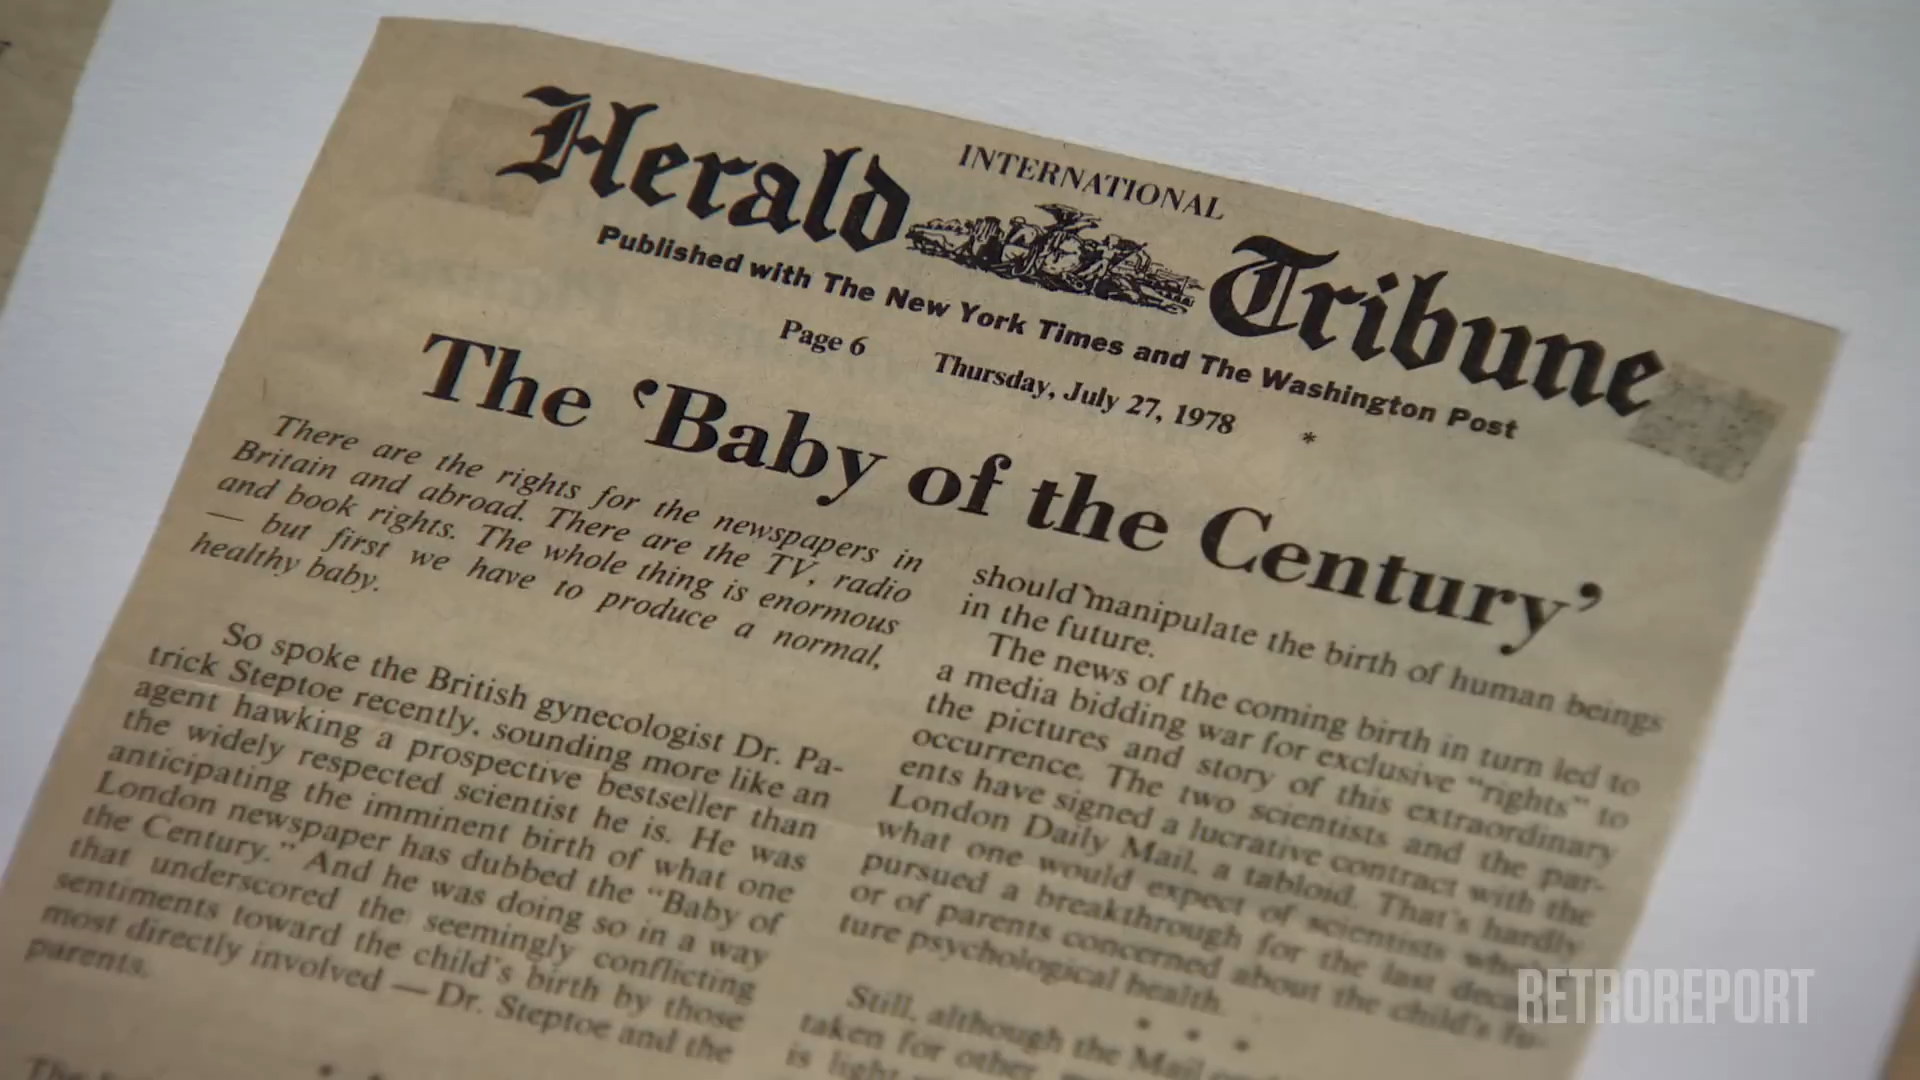 INTERNATIONAL
Herald Tribune
Published with The New York Times and The Washington Post
Page 6 Thursday, July 27, 1978 *
The ‘Baby of the Century’
There are the rights for the newspapers in
Britain and abroad. There are the TV, radio
and book rights. The whole thing is enormous
— but first we have to produce a normal,
healthy baby.
So spoke the British gynecologist Dr. Pa-
trick Steptoe recently, sounding more like an
agent hawking a prospective bestseller than
the widely respected scientist he is. He was
anticipating the imminent birth of what one
London newspaper has dubbed the “Baby of
the Century.” And he was doing so in a way
that underscored the seemingly conflicting
sentiments toward the child's birth by those
most directly involved — Dr. Steptoe and the
parents.
* *
The
should manipulate the birth of human beings
in the future.
The news of the coming birth in turn led to
a media bidding war for exclusive “rights” to
the pictures and story of this extraordinary
occurrence. The two scientists and the par-
ents have signed a lucrative contract with the
London Daily Mail, a tabloid. That's hardly
what one would expect of scientists who
pursued a breakthrough for the last
or of parents concerned about the child's fu-
ture psychological health.
* * *
Still, although the Mail
taken for other
is light
RETROREPORT